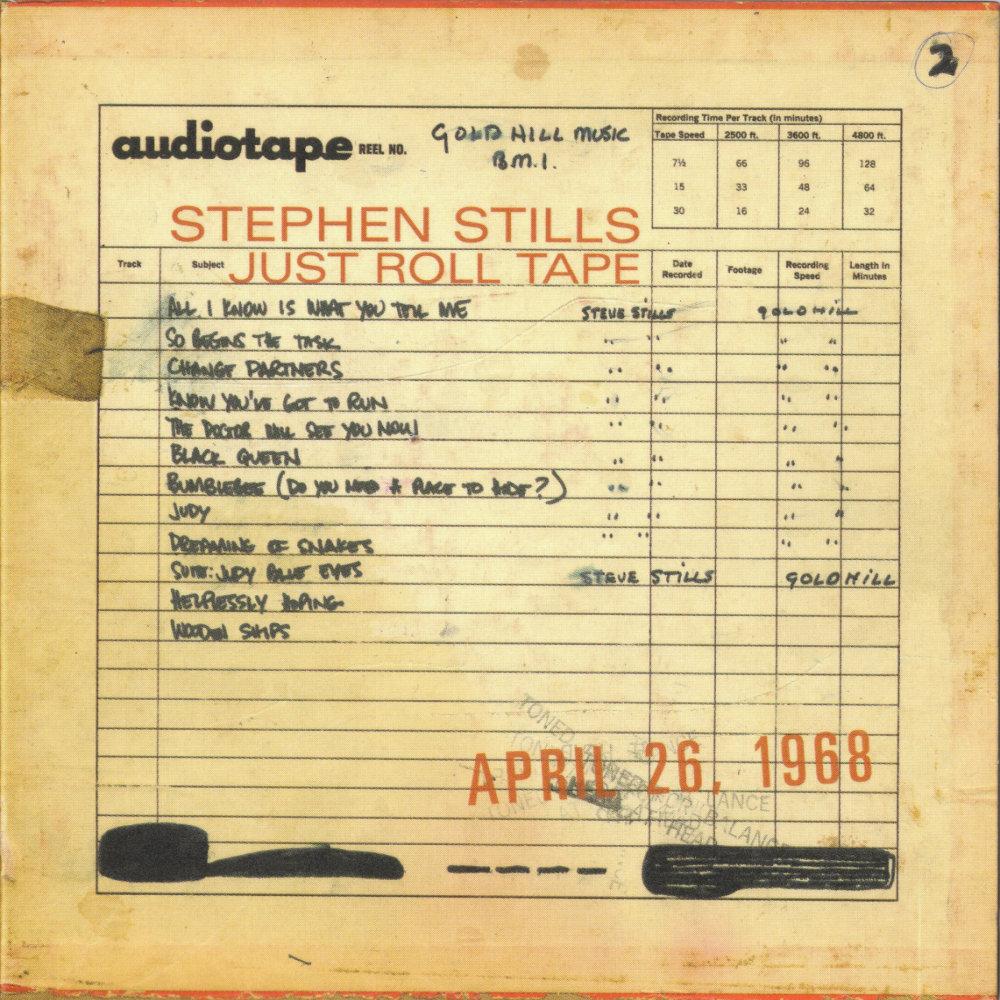 2
audiotape REEL NO.
GOLD HILL MUSIC
B.M.I.
Recording Time Per Track (in minutes)
Tape Speed 2500 ft. 3600 ft. 4800 ft.
7½ 66 96 128
15 33 48 64
30 16 24 32
STEPHEN STILLS
JUST ROLL TAPE
Track Subject Date Recorded Footage Recording Speed Length In Minutes
ALL I KNOW IS WHAT YOU TELL ME STEVE STILLS GOLD HILL
SO BEGINS THE TASK " " " "
CHANGE PARTNERS " " " "
KNOW YOU'VE GOT TO RUN " " " "
THE DOCTOR WILL SEE YOU NOW " " " "
BLACK QUEEN " " " "
BUMBLEBEE (DO YOU NEED A PLACE TO HIDE?) " " " "
JUDY " " " "
DREAMING OF SNAKES " " " "
SUITE: JUDY BLUE EYES STEVE STILLS GOLD HILL
HELPLESSLY HOPING
WOODEN SHIPS
APRIL 26, 1968